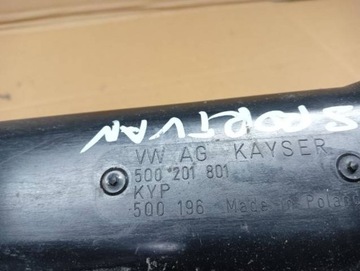 SPORTVAN
VW AG KAYSER
500 201 801
KYP
500 196 Made in Poland